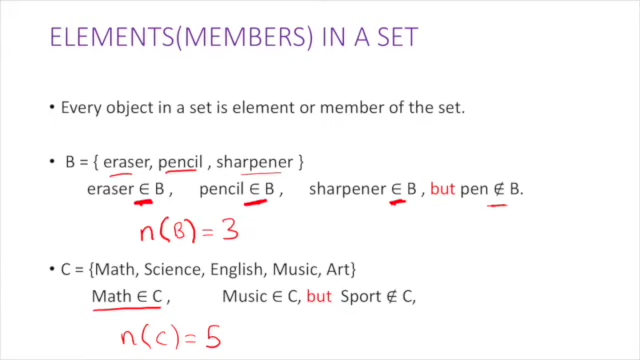 ELEMENTS(MEMBERS) IN A SET
• Every object in a set is element or member of the set.
• B = { eraser, pencil , sharpener }
eraser ∈ B , pencil ∈ B , sharpener ∈ B , but pen ∉ B.
n(B) = 3
• C = {Math, Science, English, Music, Art}
Math ∈ C , Music ∈ C, but Sport ∉ C,
n(C) = 5